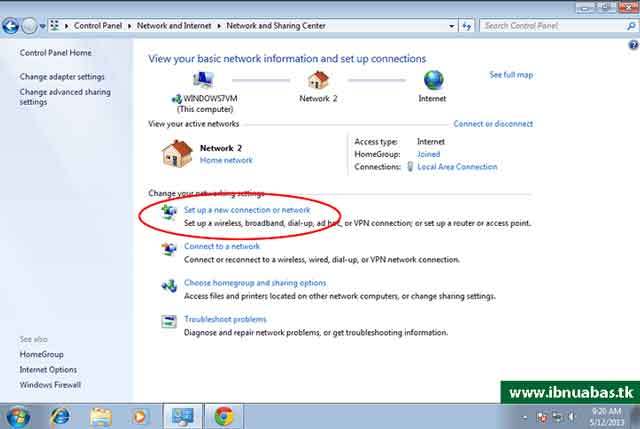 Control Panel Network and Internet Network and Sharing Center
Search Control Panel
Control Panel Home
Change adapter settings
Change advanced sharing
settings
View your basic network information and set up connections
See full map
WINDOWS7VM
(This computer)
Network 2
Internet
View your active networks
Connect or disconnect
Network 2
Home network
Access type: Internet
HomeGroup: Joined
Connections: Local Area Connection
Change your networking settings
Set up a new connection or network
Set up a wireless, broadband, dial-up, ad hoc, or VPN connection; or set up a router or access point.
Connect to a network
Connect or reconnect to a wireless, wired, dial-up, or VPN network connection.
Choose homegroup and sharing options
Access files and printers located on other network computers, or change sharing settings.
Troubleshoot problems
Diagnose and repair network problems, or get troubleshooting information.
See also
HomeGroup
Internet Options
Windows Firewall
www.ibnuabas.tk
9:20 AM
5/12/2013